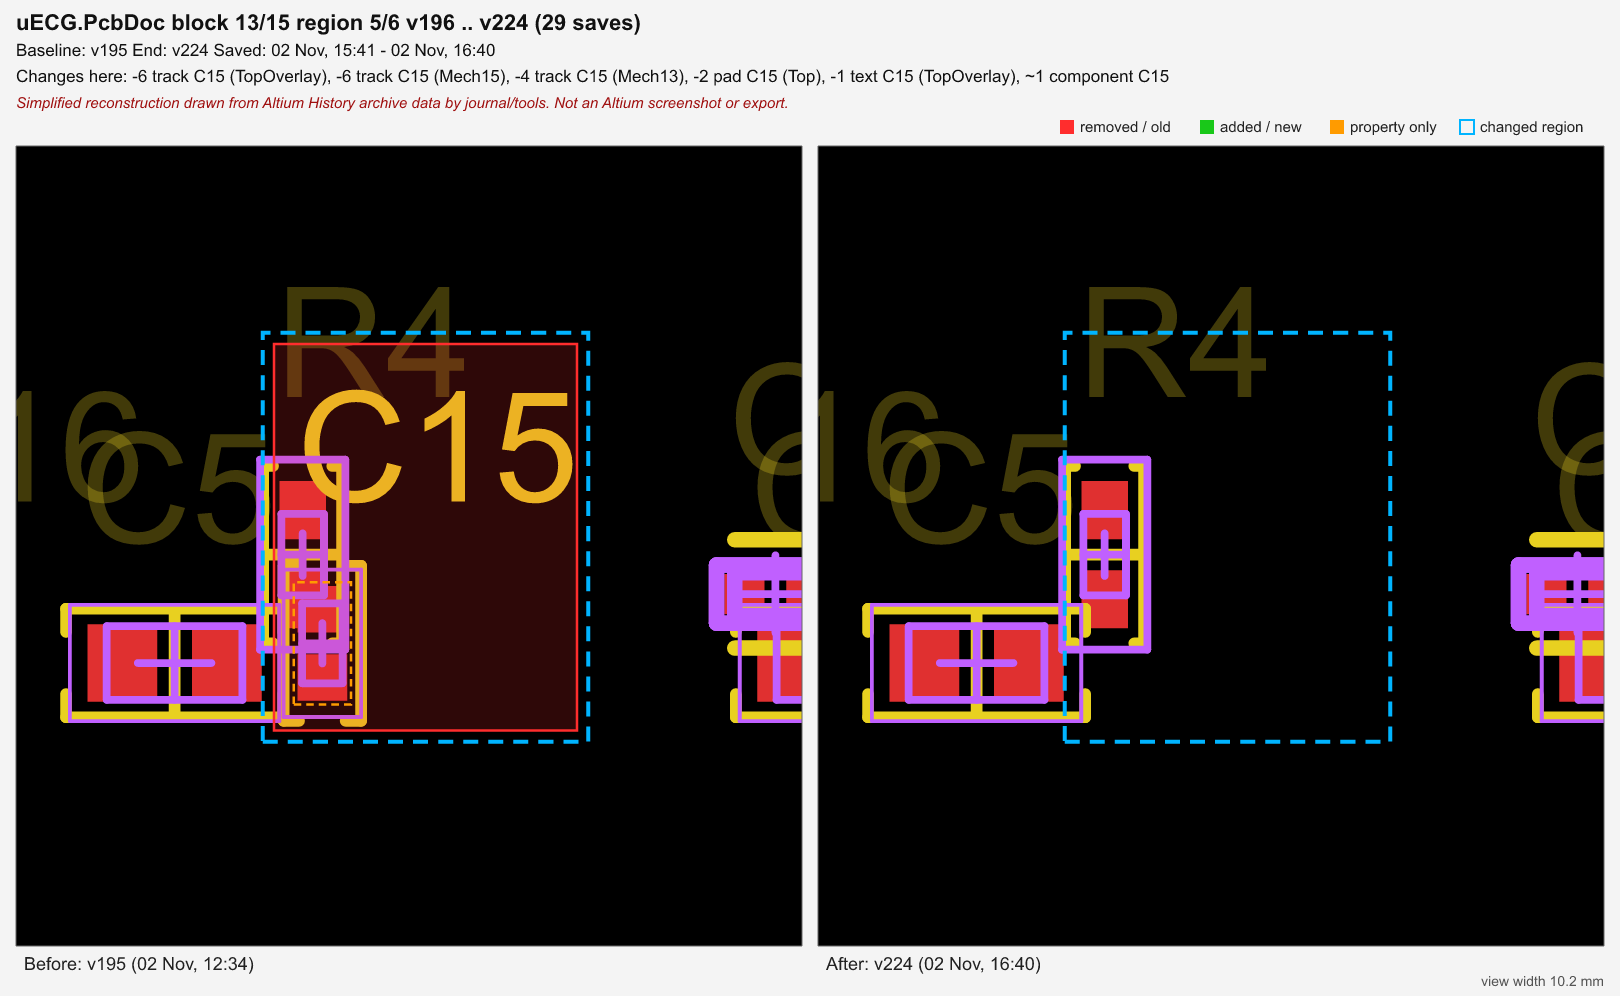 uECG.PcbDoc block 13/15 region 5/6 v196 .. v224 (29 saves)
Baseline: v195 End: v224 Saved: 02 Nov, 15:41 - 02 Nov, 16:40
Changes here: -6 track C15 (TopOverlay), -6 track C15 (Mech15), -4 track C15 (Mech13), -2 pad C15 (Top), -1 text C15 (TopOverlay), ~1 component C15
Simplified reconstruction drawn from Altium History archive data by journal/tools. Not an Altium screenshot or export.
removed / old
added / new
property only
changed region
R4
C15
16
C5
C
C
R4
16
C5
C
C
Before: v195 (02 Nov, 12:34)
After: v224 (02 Nov, 16:40)
view width 10.2 mm